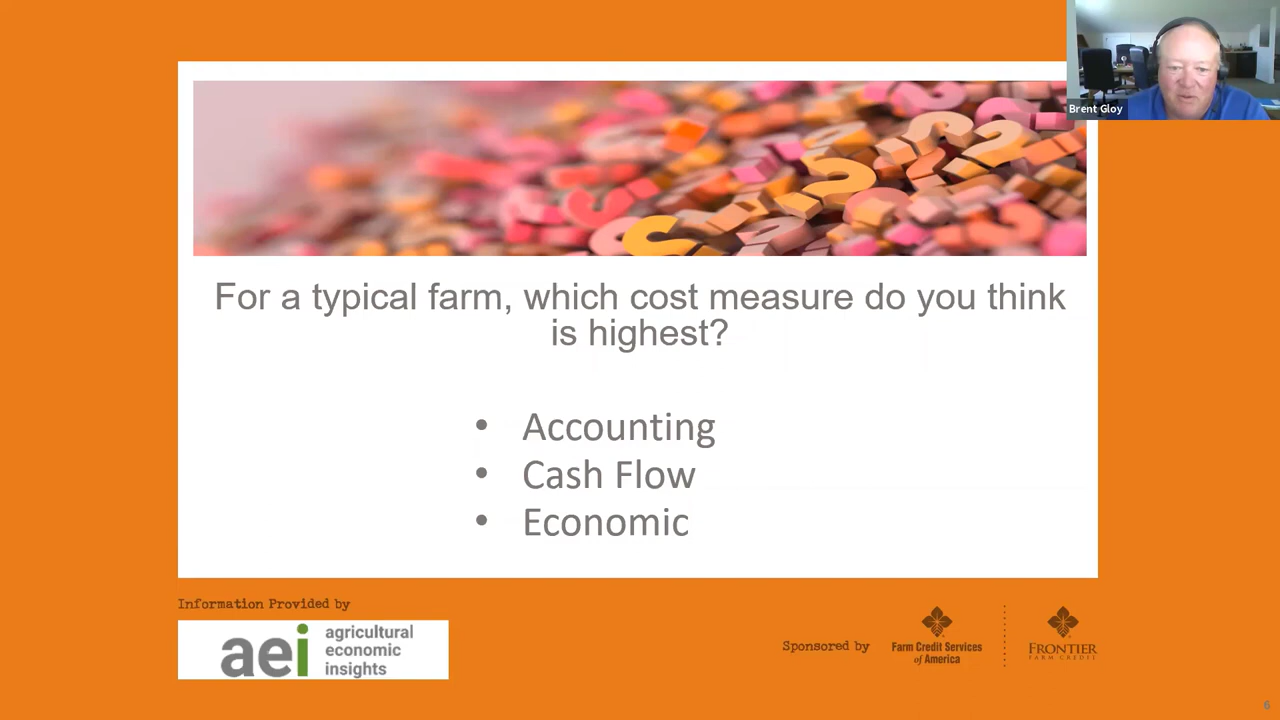 Brent Gloy
For a typical farm, which cost measure do you think
is highest?
• Accounting
• Cash Flow
• Economic
Information Provided by
aei
agricultural
economic
insights
Sponsored by
Farm Credit Services
of America
FRONTIER
FARM CREDIT
6